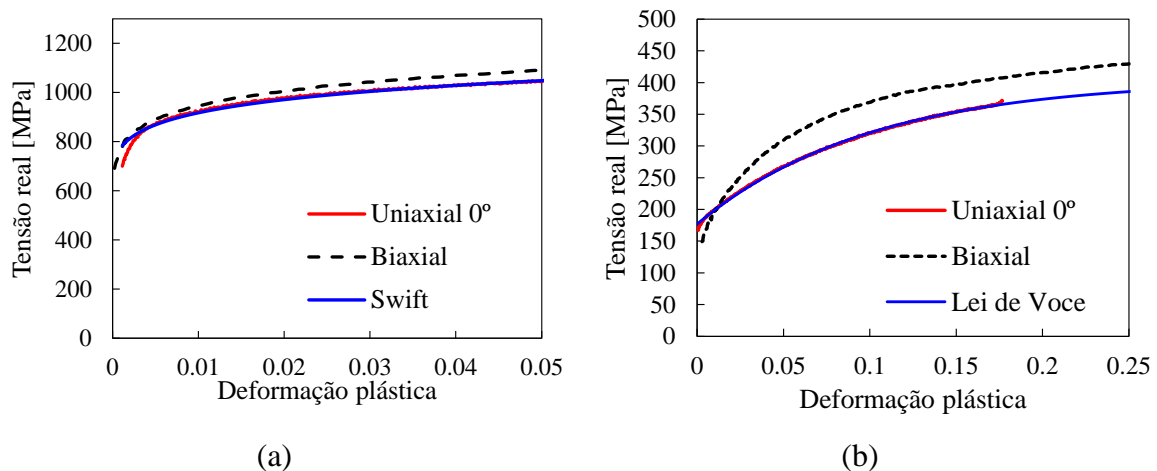 1200
1000
800
600
400
200
0
Tensão real [MPa]
Uniaxial 0º
Biaxial
Swift
0 0.01 0.02 0.03 0.04 0.05
Deformação plástica
(a)
500
450
400
350
300
250
200
150
100
50
0
Tensão real [MPa]
Uniaxial 0º
Biaxial
Lei de Voce
0 0.05 0.1 0.15 0.2 0.25
Deformação plástica
(b)